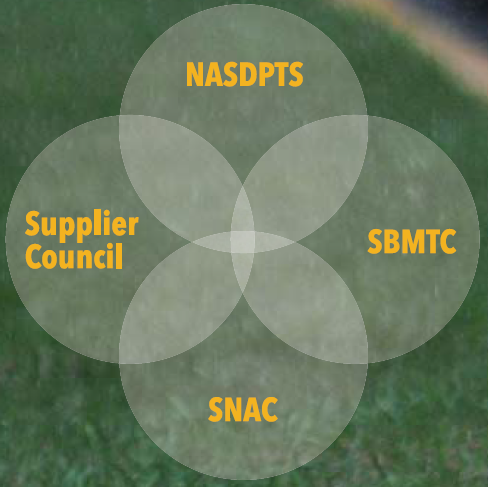 NASDPTS
Supplier
Council
SBMTC
SNAC